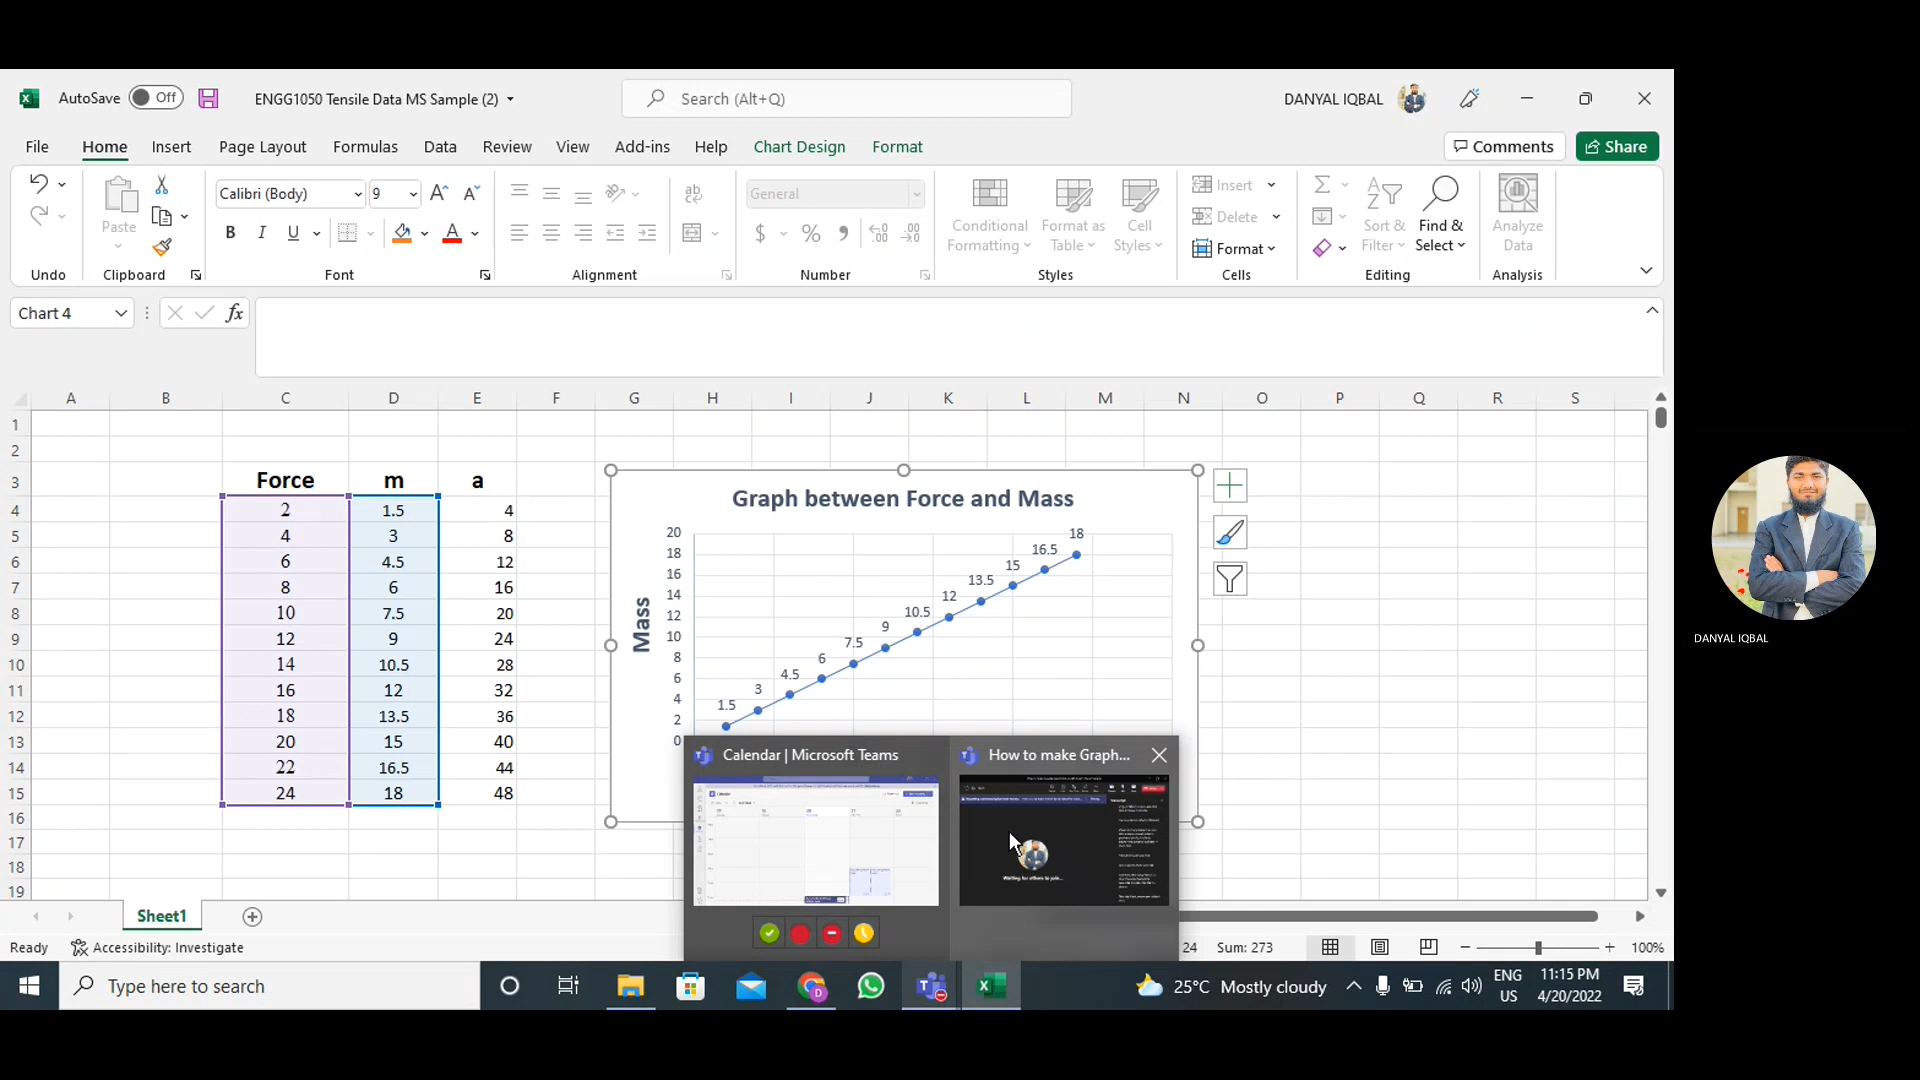 AutoSave Off ENGG1050 Tensile Data MS Sample (2) Search (Alt+Q) DANYAL IQBAL
File Home Insert Page Layout Formulas Data Review View Add-ins Help Chart Design Format Comments Share
Calibri (Body) 9 ab General
Paste Conditional Formatting Format as Table Cell Styles Insert Delete Format Sort & Filter Find & Select Analyze Data
B I U $ %
Undo Clipboard Font Alignment Number Styles Cells Editing Analysis
Chart 4 fx
A B C D E F G H I J K L M N O P Q R S
1
2
3 Force m a
4 2 1.5 4
5 4 3 8
6 6 4.5 12
7 8 6 16
8 10 7.5 20
9 12 9 24
10 14 10.5 28
11 16 12 32
12 18 13.5 36
13 20 15 40
14 22 16.5 44
15 24 18 48
16
17
18
19
Graph between Force and Mass
Mass
20
18
16
14
12
10
8
6
4
2
0
1.5 3 4.5 6 7.5 9 10.5 12 13.5 15 16.5 18
Calendar | Microsoft Teams How to make Graph...
Calendar
Waiting for others to join...
DANYAL IQBAL
Sheet1
Ready Accessibility: Investigate 24 Sum: 273 100%
Type here to search 25°C Mostly cloudy ENG US 11:15 PM 4/20/2022